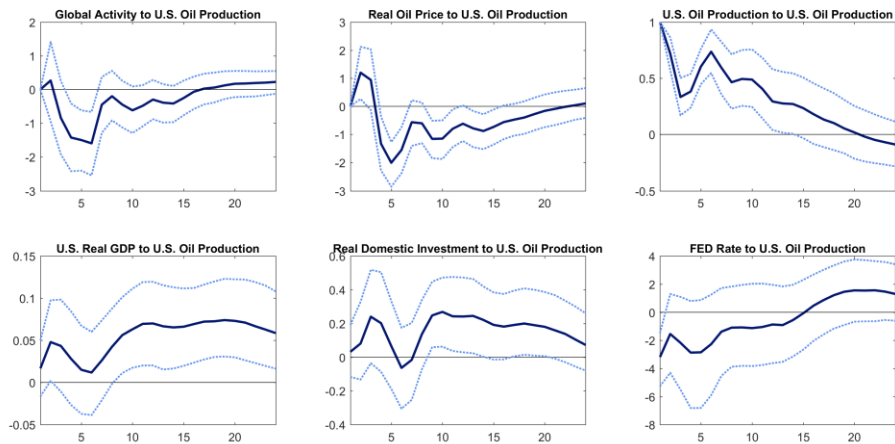 Global Activity to U.S. Oil Production
2
1
0
-1
-2
-3
5 10 15 20
Real Oil Price to U.S. Oil Production
3
2
1
0
-1
-2
-3
5 10 15 20
U.S. Oil Production to U.S. Oil Production
1
0.5
0
-0.5
5 10 15 20
U.S. Real GDP to U.S. Oil Production
0.15
0.1
0.05
0
-0.05
5 10 15 20
Real Domestic Investment to U.S. Oil Production
0.6
0.4
0.2
0
-0.2
-0.4
5 10 15 20
FED Rate to U.S. Oil Production
4
2
0
-2
-4
-6
-8
5 10 15 20